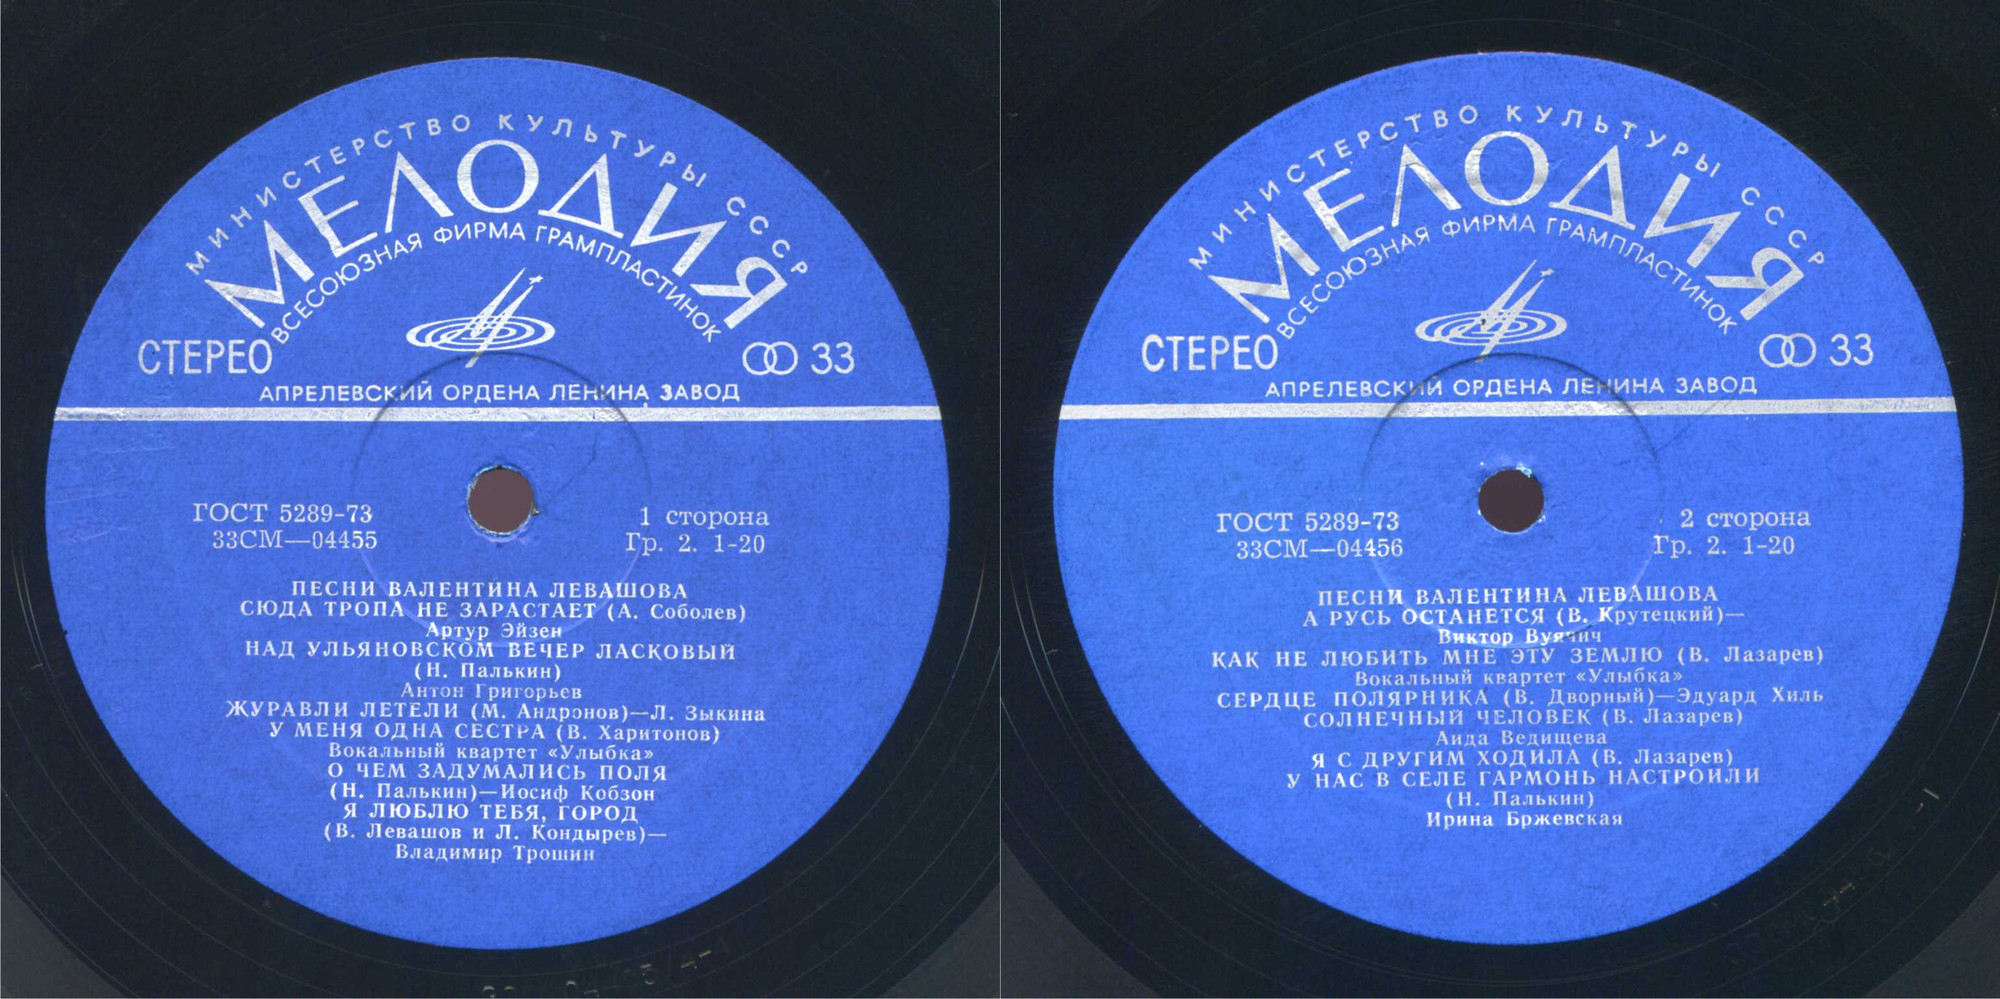 МИНИСТЕРСТВО КУЛЬТУРЫ СССР
МЕЛОДИЯ
ВСЕСОЮЗНАЯ ФИРМА ГРАМПЛАСТИНОК
СТЕРЕО
33
АПРЕЛЕВСКИЙ ОРДЕНА ЛЕНИНА ЗАВОД
ГОСТ 5289-73
33СМ—04455
1 сторона
Гр. 2. 1-20
ПЕСНИ ВАЛЕНТИНА ЛЕВАШОВА
СЮДА ТРОПА НЕ ЗАРАСТАЕТ (А. Соболев)
Артур Эйзен
НАД УЛЬЯНОВСКОМ ВЕЧЕР ЛАСКОВЫЙ
(Н. Палькин)
Антон Григорьев
ЖУРАВЛИ ЛЕТЕЛИ (М. Андронов)—Л. Зыкина
У МЕНЯ ОДНА СЕСТРА (В. Харитонов)
Вокальный квартет «Улыбка»
О ЧЕМ ЗАДУМАЛИСЬ ПОЛЯ
(Н. Палькин)—Иосиф Кобзон
Я ЛЮБЛЮ ТЕБЯ, ГОРОД
(В. Левашов и Л. Кондырев)—
Владимир Трошин
МИНИСТЕРСТВО КУЛЬТУРЫ СССР
МЕЛОДИЯ
ВСЕСОЮЗНАЯ ФИРМА ГРАМПЛАСТИНОК
СТЕРЕО
33
АПРЕЛЕВСКИЙ ОРДЕНА ЛЕНИНА ЗАВОД
ГОСТ 5289-73
33СМ—04456
2 сторона
Гр. 2. 1-20
ПЕСНИ ВАЛЕНТИНА ЛЕВАШОВА
А РУСЬ ОСТАНЕТСЯ (В. Крутецкий)—
Виктор Вуячич
КАК НЕ ЛЮБИТЬ МНЕ ЭТУ ЗЕМЛЮ (В. Лазарев)
Вокальный квартет «Улыбка»
СЕРДЦЕ ПОЛЯРНИКА (В. Дворный)—Эдуард Хиль
СОЛНЕЧНЫЙ ЧЕЛОВЕК (В. Лазарев)
Аида Ведищева
Я С ДРУГИМ ХОДИЛА (В. Лазарев)
У НАС В СЕЛЕ ГАРМОНЬ НАСТРОИЛИ
(Н. Палькин)
Ирина Бржевская